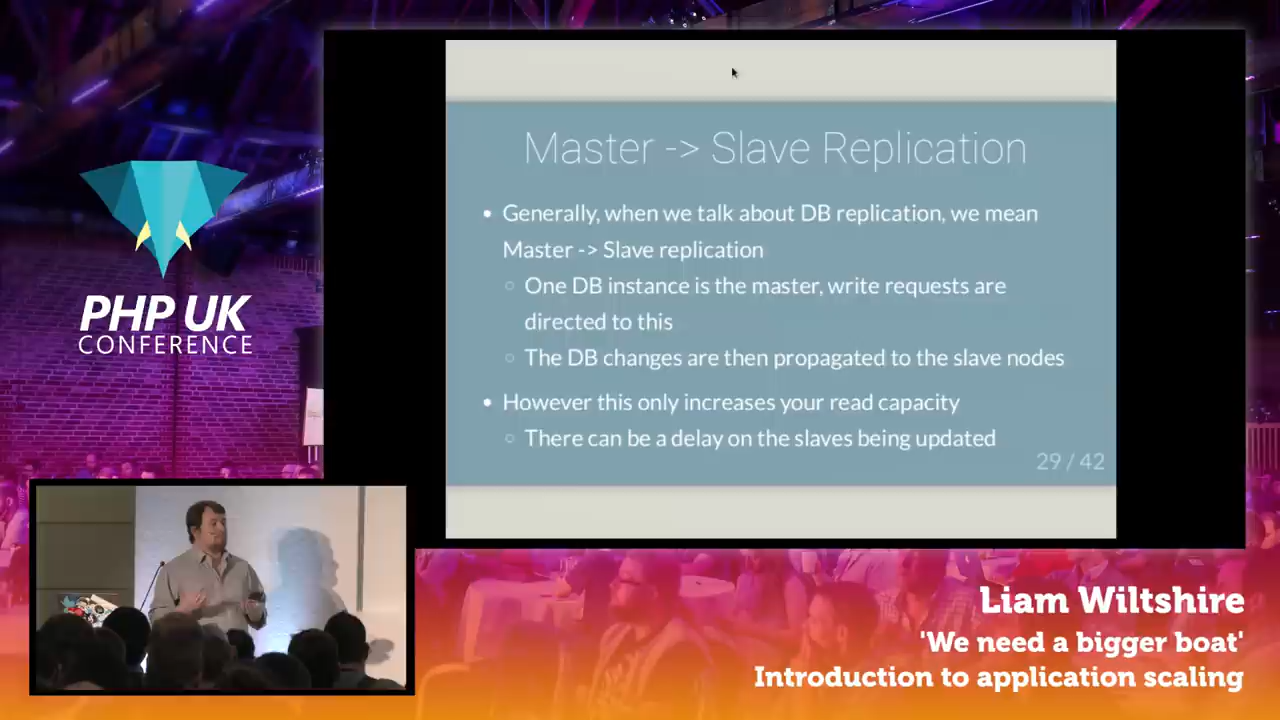 Master -> Slave Replication
• Generally, when we talk about DB replication, we mean
Master -> Slave replication
○ One DB instance is the master, write requests are
directed to this
○ The DB changes are then propagated to the slave nodes
• However this only increases your read capacity
○ There can be a delay on the slaves being updated
29 / 42
PHP UK
CONFERENCE
Liam Wiltshire
'We need a bigger boat'
Introduction to application scaling